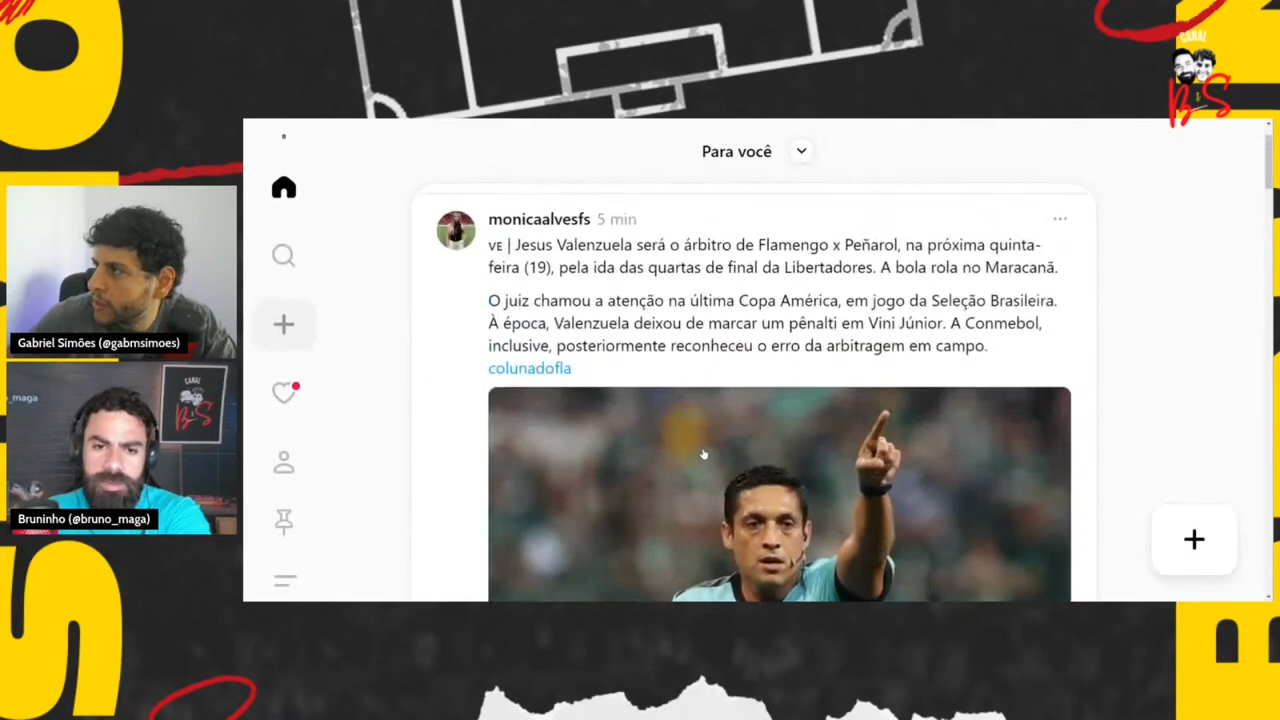 CANAL
B&S
Para você
monicaalvesfs 5 min
VE | Jesus Valenzuela será o árbitro de Flamengo x Peñarol, na próxima quinta-
feira (19), pela ida das quartas de final da Libertadores. A bola rola no Maracanã.
O juiz chamou a atenção na última Copa América, em jogo da Seleção Brasileira.
À época, Valenzuela deixou de marcar um pênalti em Vini Júnior. A Conmebol,
inclusive, posteriormente reconheceu o erro da arbitragem em campo.
colunadofla
Gabriel Simões (@gabmsimoes)
_maga
CANAL
B&S
Bruninho (@bruno_maga)